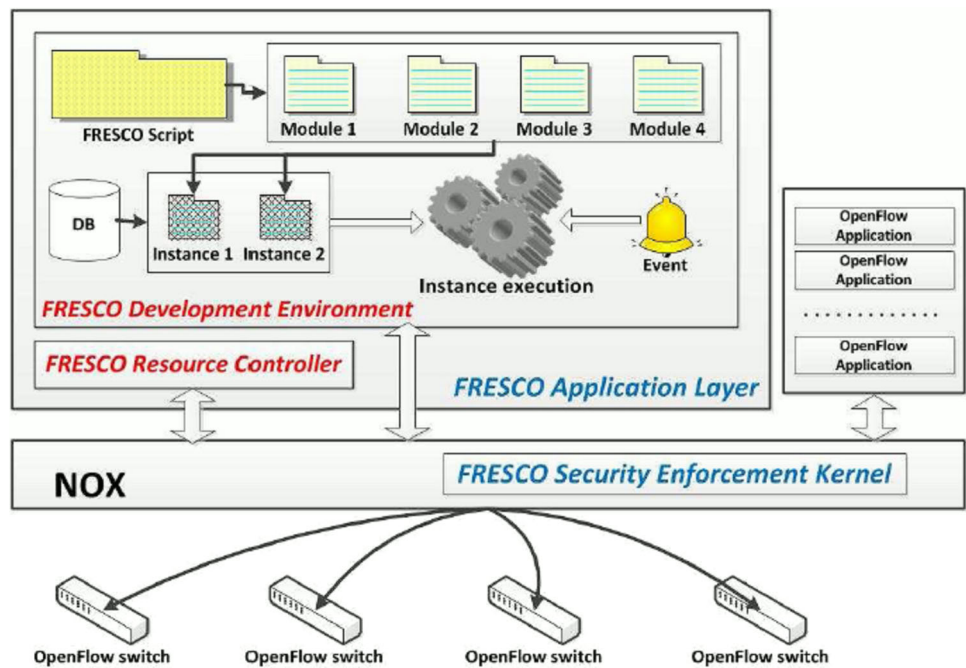 FRESCO Script
Module 1
Module 2
Module 3
Module 4
DB
Instance 1
Instance 2
Instance execution
Event
FRESCO Development Environment
FRESCO Resource Controller
FRESCO Application Layer
OpenFlow
Application
OpenFlow
Application
. . . . . . . . . . . . .
OpenFlow
Application
NOX
FRESCO Security Enforcement Kernel
OpenFlow switch
OpenFlow switch
OpenFlow switch
OpenFlow switch